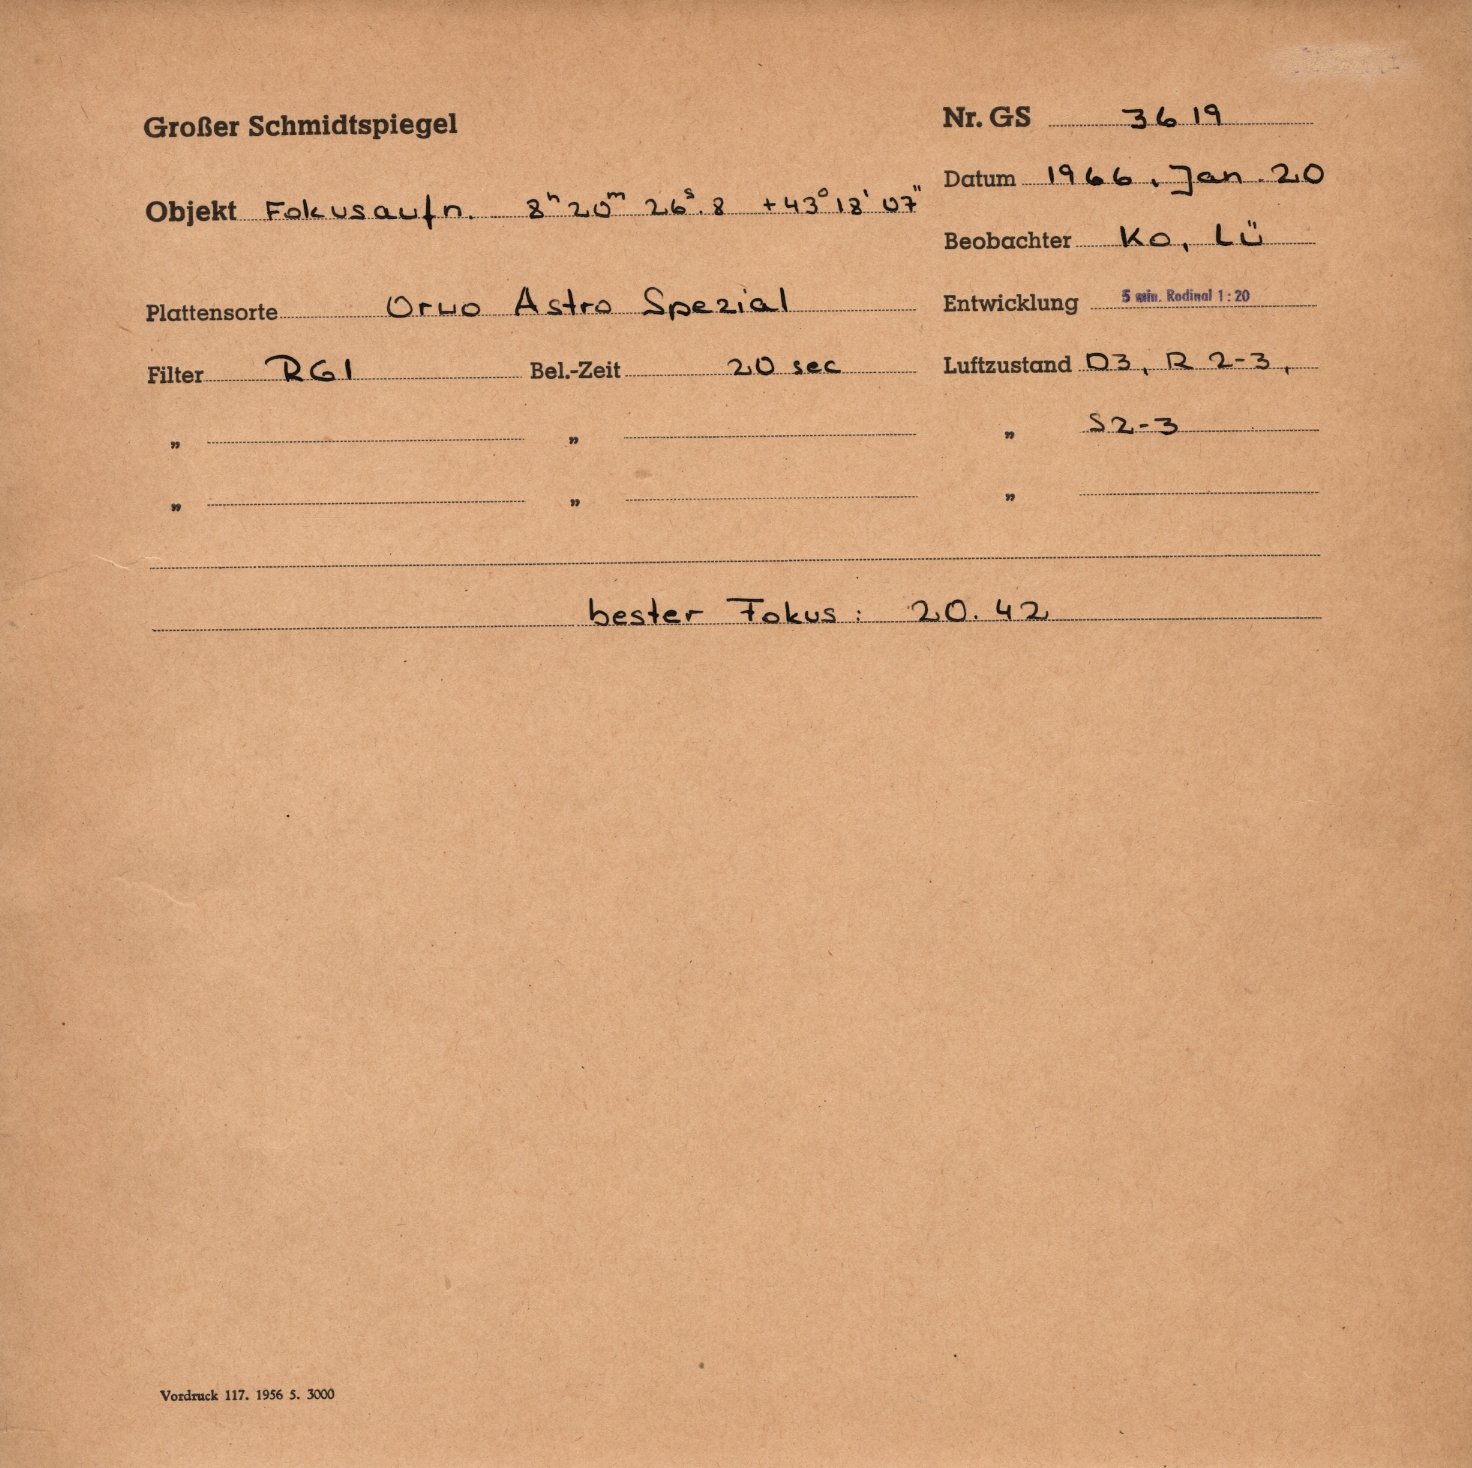 Großer Schmidtspiegel
Nr. GS 3619
Datum 1966. Jan. 20
Objekt Fokusaufn. 8ʰ20ᵐ 26ˢ.8 +43°18'07"
Beobachter Ko, Lü
Plattensorte Orwo Astro Spezial
Entwicklung 5 min. Rodinal 1:20
Filter RG1 Bel.-Zeit 20 sec
Luftzustand D3, R 2-3,
„ „ „ S2-3
„ „ „
bester Fokus: 20.42
Vordruck 117. 1956 5. 3000